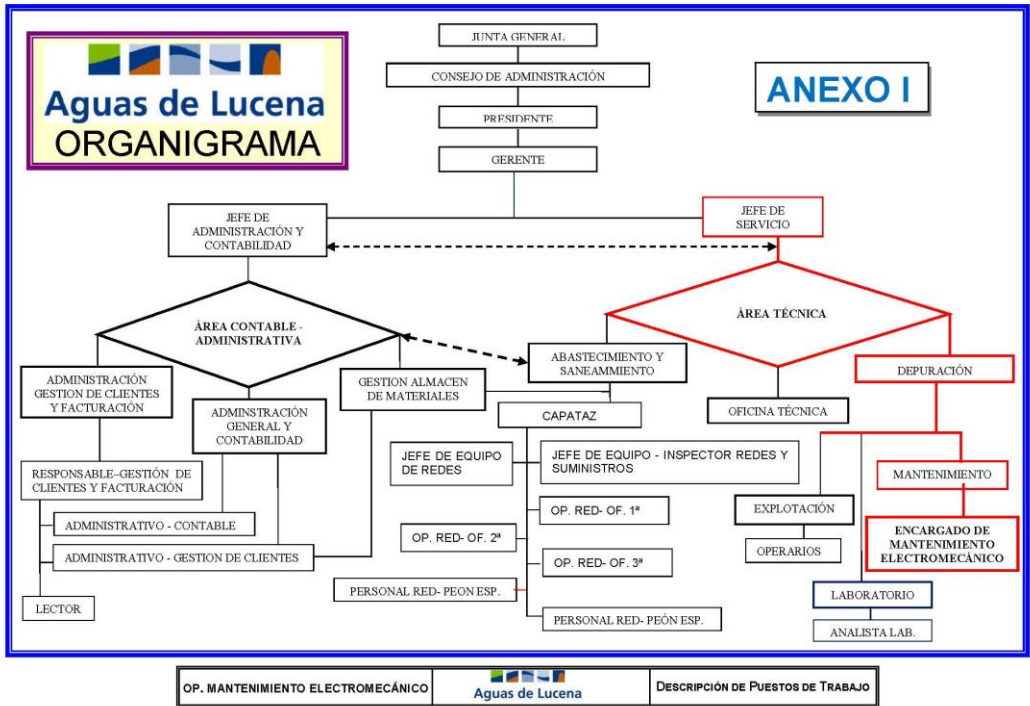 Aguas de Lucena
ORGANIGRAMA
ANEXO I
JUNTA GENERAL
CONSEJO DE ADMINISTRACIÓN
PRESIDENTE
GERENTE
JEFE DE
ADMINISTRACIÓN Y
CONTABILIDAD
JEFE DE
SERVICIO
ÀREA CONTABLE -
ADMINISTRATIVA
ÀREA TÉCNICA
ADMINISTRACIÓN
GESTION DE CLIENTES
Y FACTURACIÓN
ADMINSTRACIÓN
GENERAL Y
CONTABILIDAD
GESTION ALMACEN
DE MATERIALES
ABASTECIMIENTO Y
SANEAMMIENTO
OFICINA TÉCNICA
DEPURACIÓN
CAPATAZ
JEFE DE EQUIPO
DE REDES
JEFE DE EQUIPO - INSPECTOR REDES Y
SUMINISTROS
RESPONSABLE–GESTIÓN DE
CLIENTES Y FACTURACIÓN
ADMINISTRATIVO - CONTABLE
ADMINISTRATIVO - GESTION DE CLIENTES
LECTOR
OP. RED- OF. 1ª
OP. RED- OF. 2ª
OP. RED- OF. 3ª
PERSONAL RED- PEON ESP.
PERSONAL RED- PEÓN ESP.
EXPLOTACIÓN
OPERARIOS
MANTENIMIENTO
ENCARGADO DE
MANTENIMIENTO
ELECTROMECÀNICO
LABORATORIO
ANALISTA LAB.
OP. MANTENIMIENTO ELECTROMECÁNICO
Aguas de Lucena
DESCRIPCIÓN DE PUESTOS DE TRABAJO